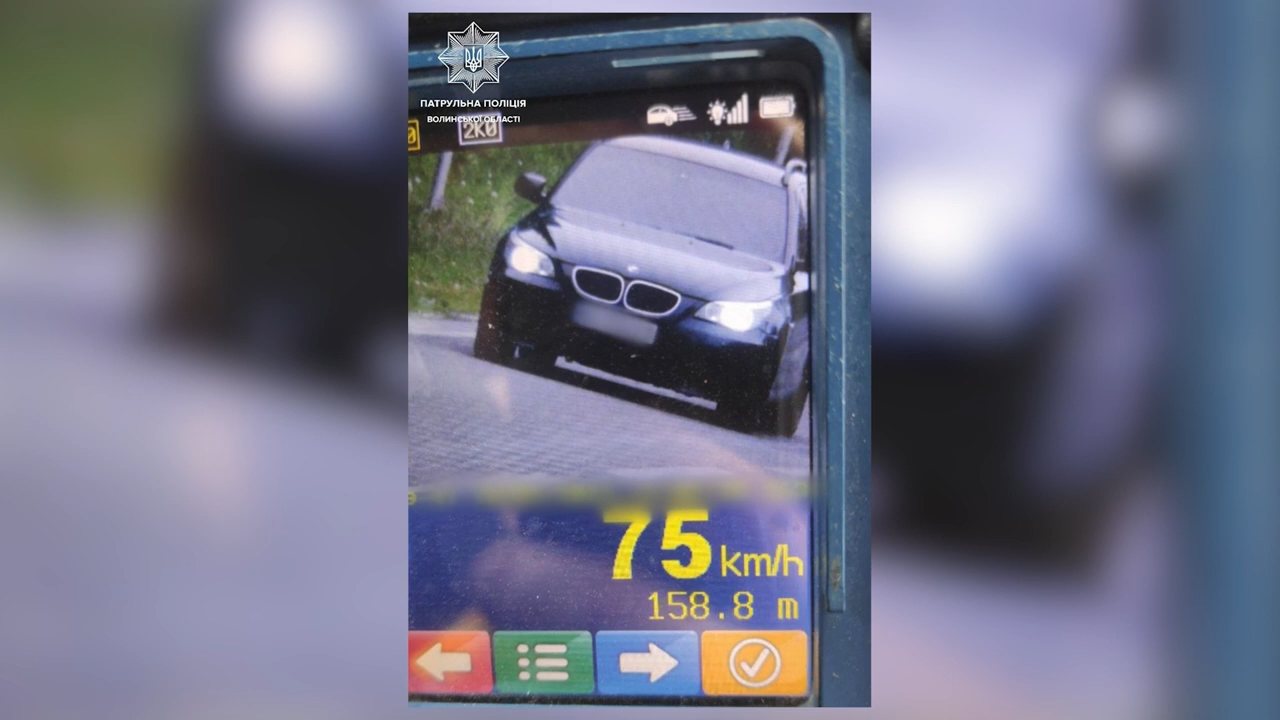 ПАТРУЛЬНА ПОЛІЦІЯ
ВОЛИНСЬКОЇ ОБЛАСТІ
2K0
75 km/h
158.8 m